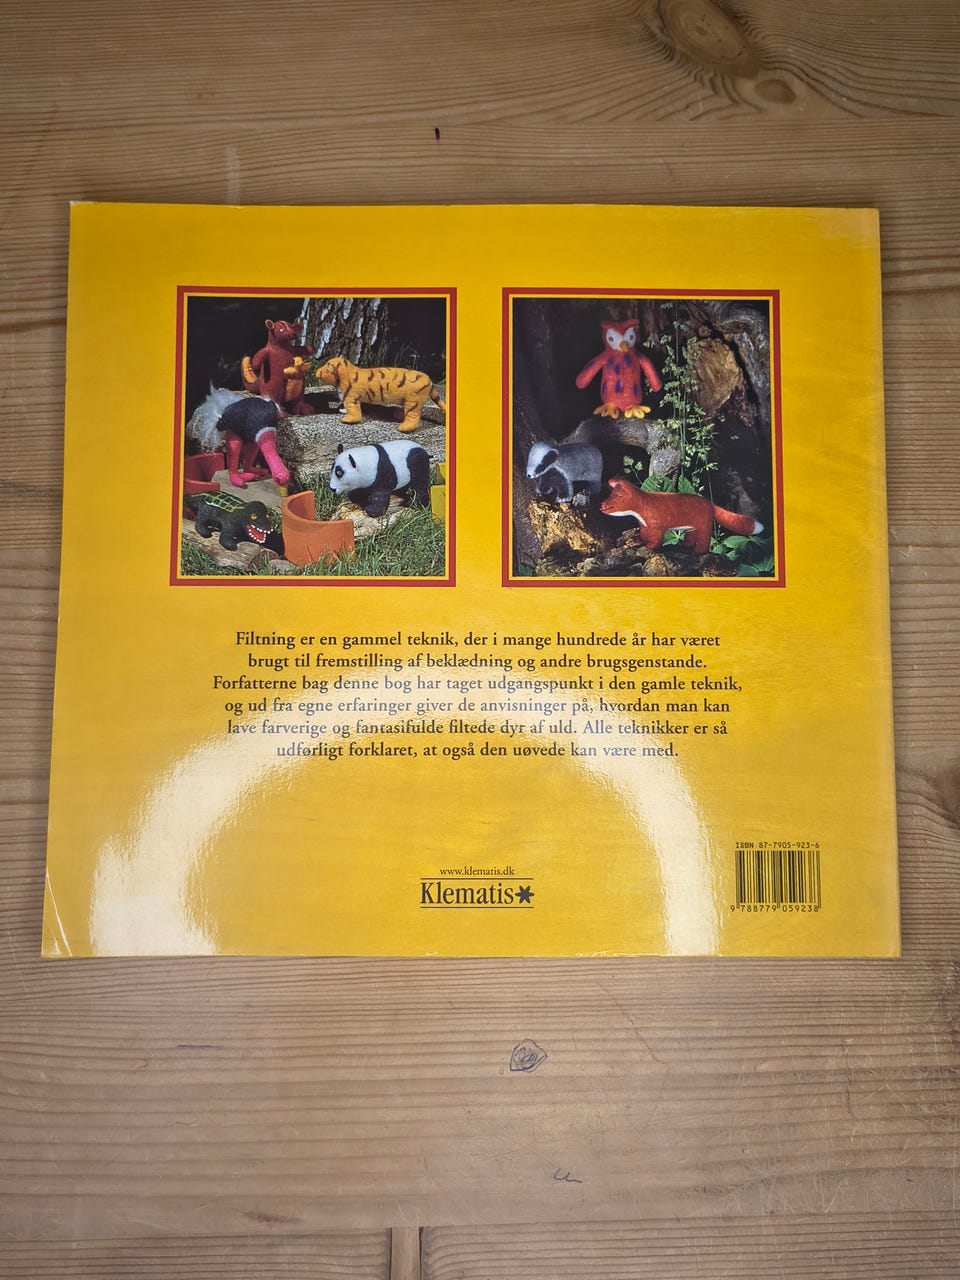 Filtning er en gammel teknik, der i mange hundrede år har været
brugt til fremstilling af beklædning og andre brugsgenstande.
Forfatterne bag denne bog har taget udgangspunkt i den gamle teknik,
og ud fra egne erfaringer giver de anvisninger på, hvordan man kan
lave farverige og fantasifulde filtede dyr af uld. Alle teknikker er så
udførligt forklaret, at også den uøvede kan være med.
www.klematis.dk
Klematis
ISBN 87-7905-923-6
9 788779 059238